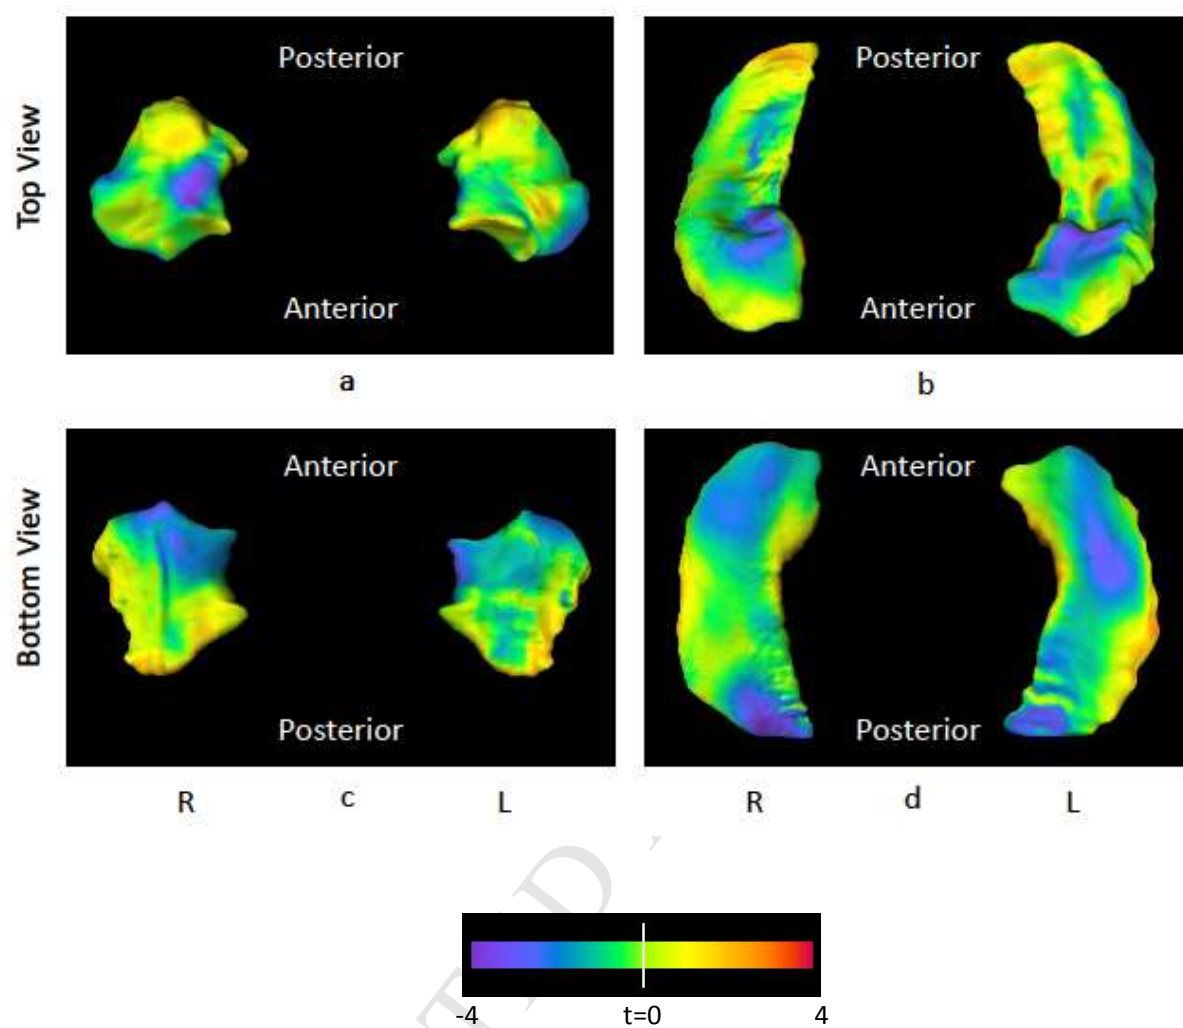 Top View
Posterior
Anterior
a
Posterior
Anterior
b
Bottom View
Anterior
Posterior
R
c
L
Anterior
Posterior
R
d
L
-4
t=0
4